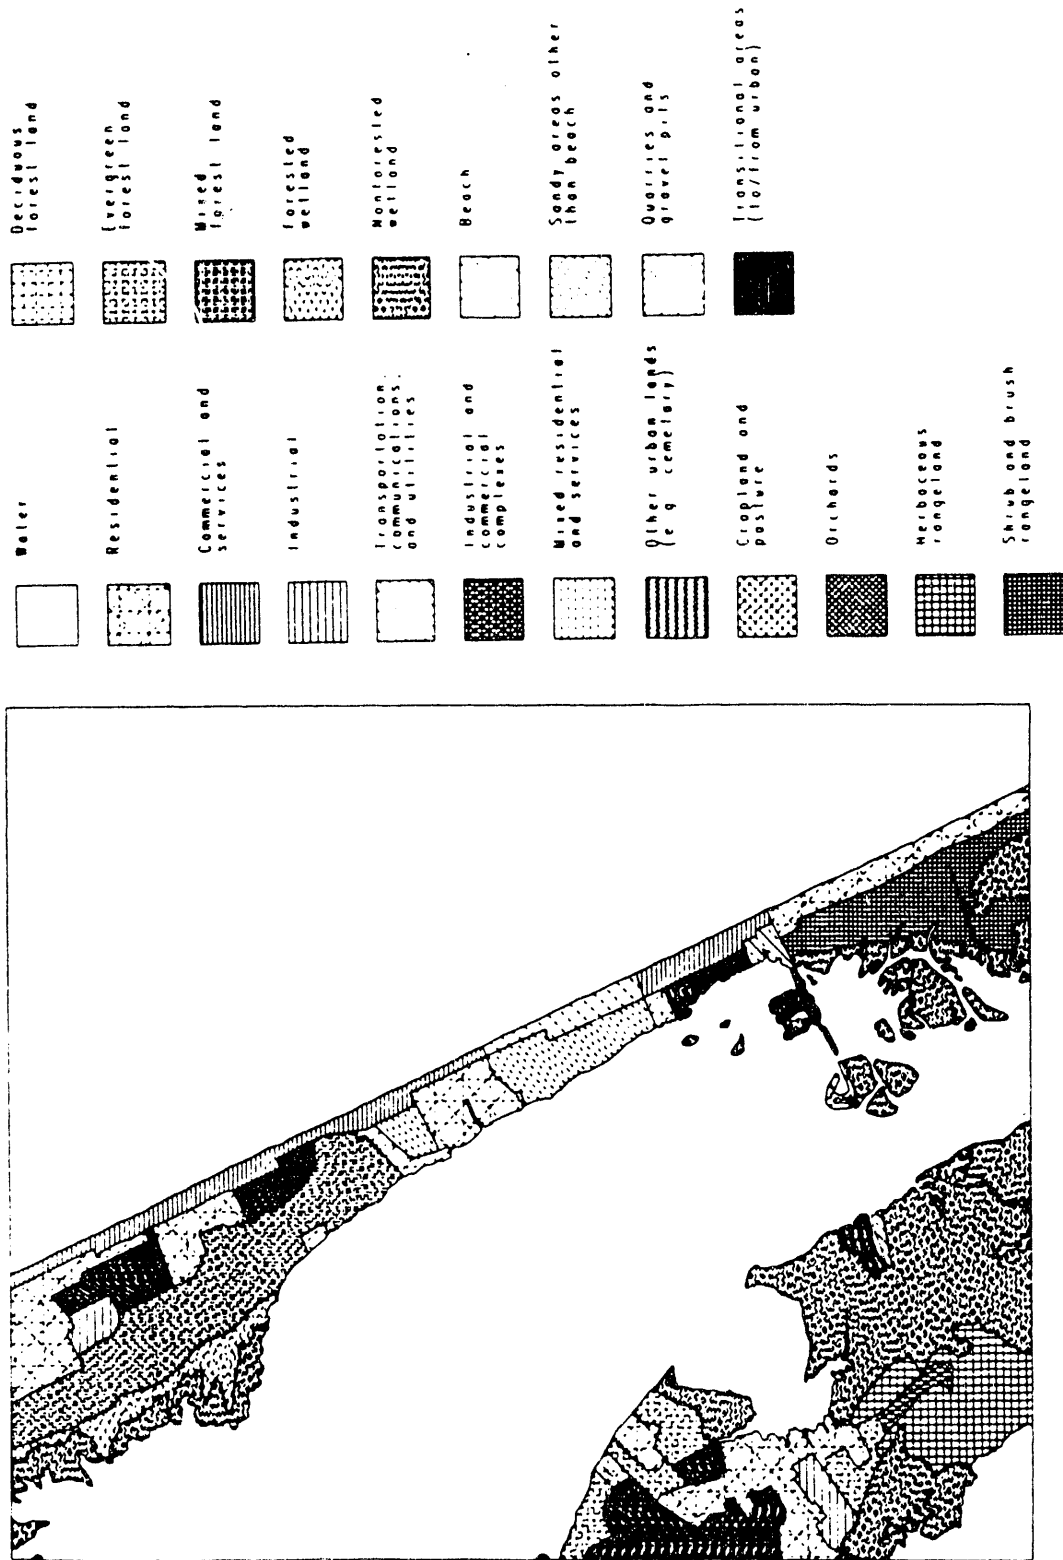 Water
Residential
Commercial and
services
Industrial
Transportation,
communications,
and utilities
Industrial and
commercial
complexes
Mixed residential
and services
Other urban lands
(e g cemetary)
Cropland and
pasture
Orchards
Herbaceous
rangeland
Shrub and brush
rangeland
Deciduous
forest land
Evergreen
forest land
Mixed
forest land
Forested
wetland
Nonforested
wetland
Beach
Sandy areas other
than beach
Quarries and
gravel pits
Transitional areas
(to/from urban)